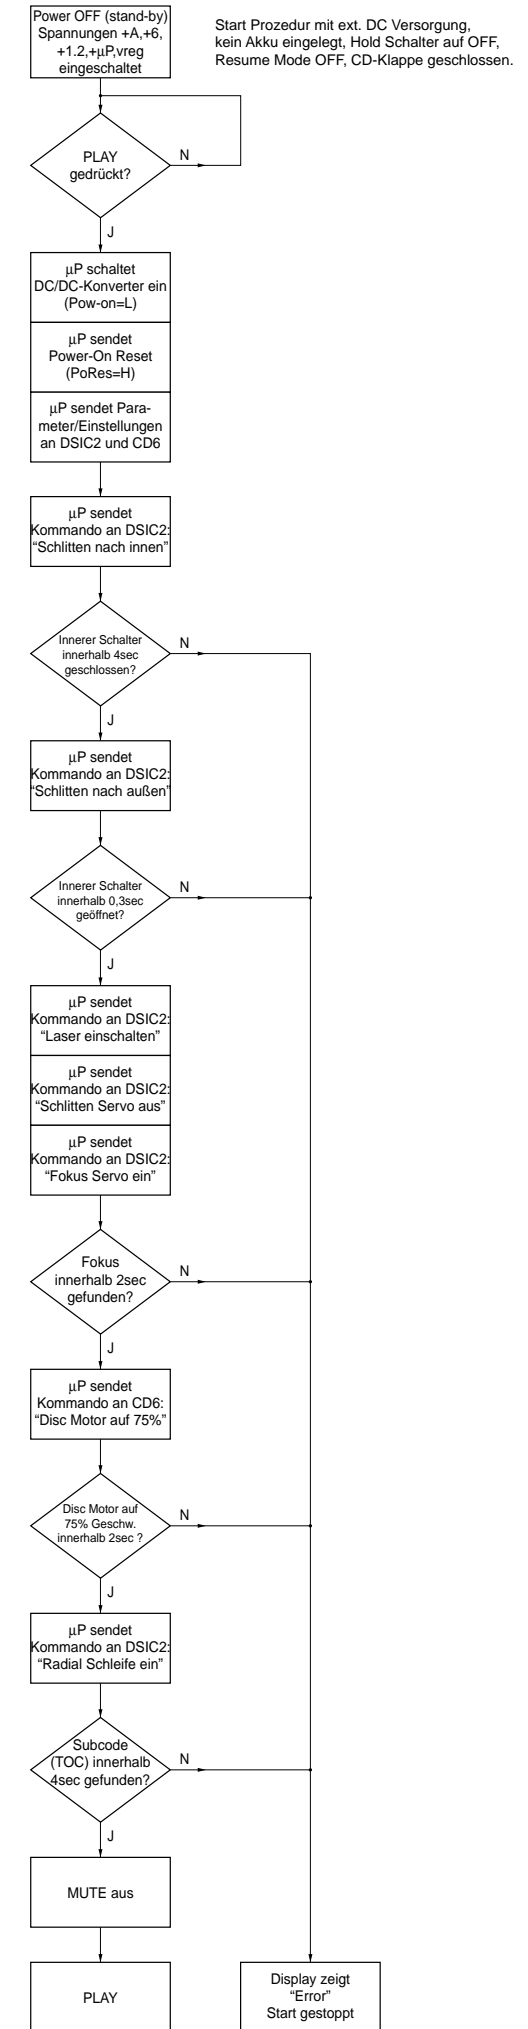 Power OFF (stand-by)
Spannungen +A,+6,
+1.2,+µP,vreg
eingeschaltet
Start Prozedur mit ext. DC Versorgung,
kein Akku eingelegt, Hold Schalter auf OFF,
Resume Mode OFF, CD-Klappe geschlossen.
PLAY
gedrückt?
N
J
µP schaltet
DC/DC-Konverter ein
(Pow-on=L)
µP sendet
Power-On Reset
(PoRes=H)
µP sendet Para-
meter/Einstellungen
an DSIC2 und CD6
µP sendet
Kommando an DSIC2:
“Schlitten nach innen”
Innerer Schalter
innerhalb 4sec
geschlossen?
N
J
µP sendet
Kommando an DSIC2:
“Schlitten nach außen”
Innerer Schalter
innerhalb 0,3sec
geöffnet?
N
J
µP sendet
Kommando an DSIC2:
“Laser einschalten”
µP sendet
Kommando an DSIC2:
“Schlitten Servo aus”
µP sendet
Kommando an DSIC2:
“Fokus Servo ein”
Fokus
innerhalb 2sec
gefunden?
N
J
µP sendet
Kommando an CD6:
“Disc Motor auf 75%”
Disc Motor auf
75% Geschw.
innerhalb 2sec ?
N
J
µP sendet
Kommando an DSIC2:
“Radial Schleife ein”
Subcode
(TOC) innerhalb
4sec gefunden?
N
J
MUTE aus
PLAY
Display zeigt
“Error”
Start gestoppt